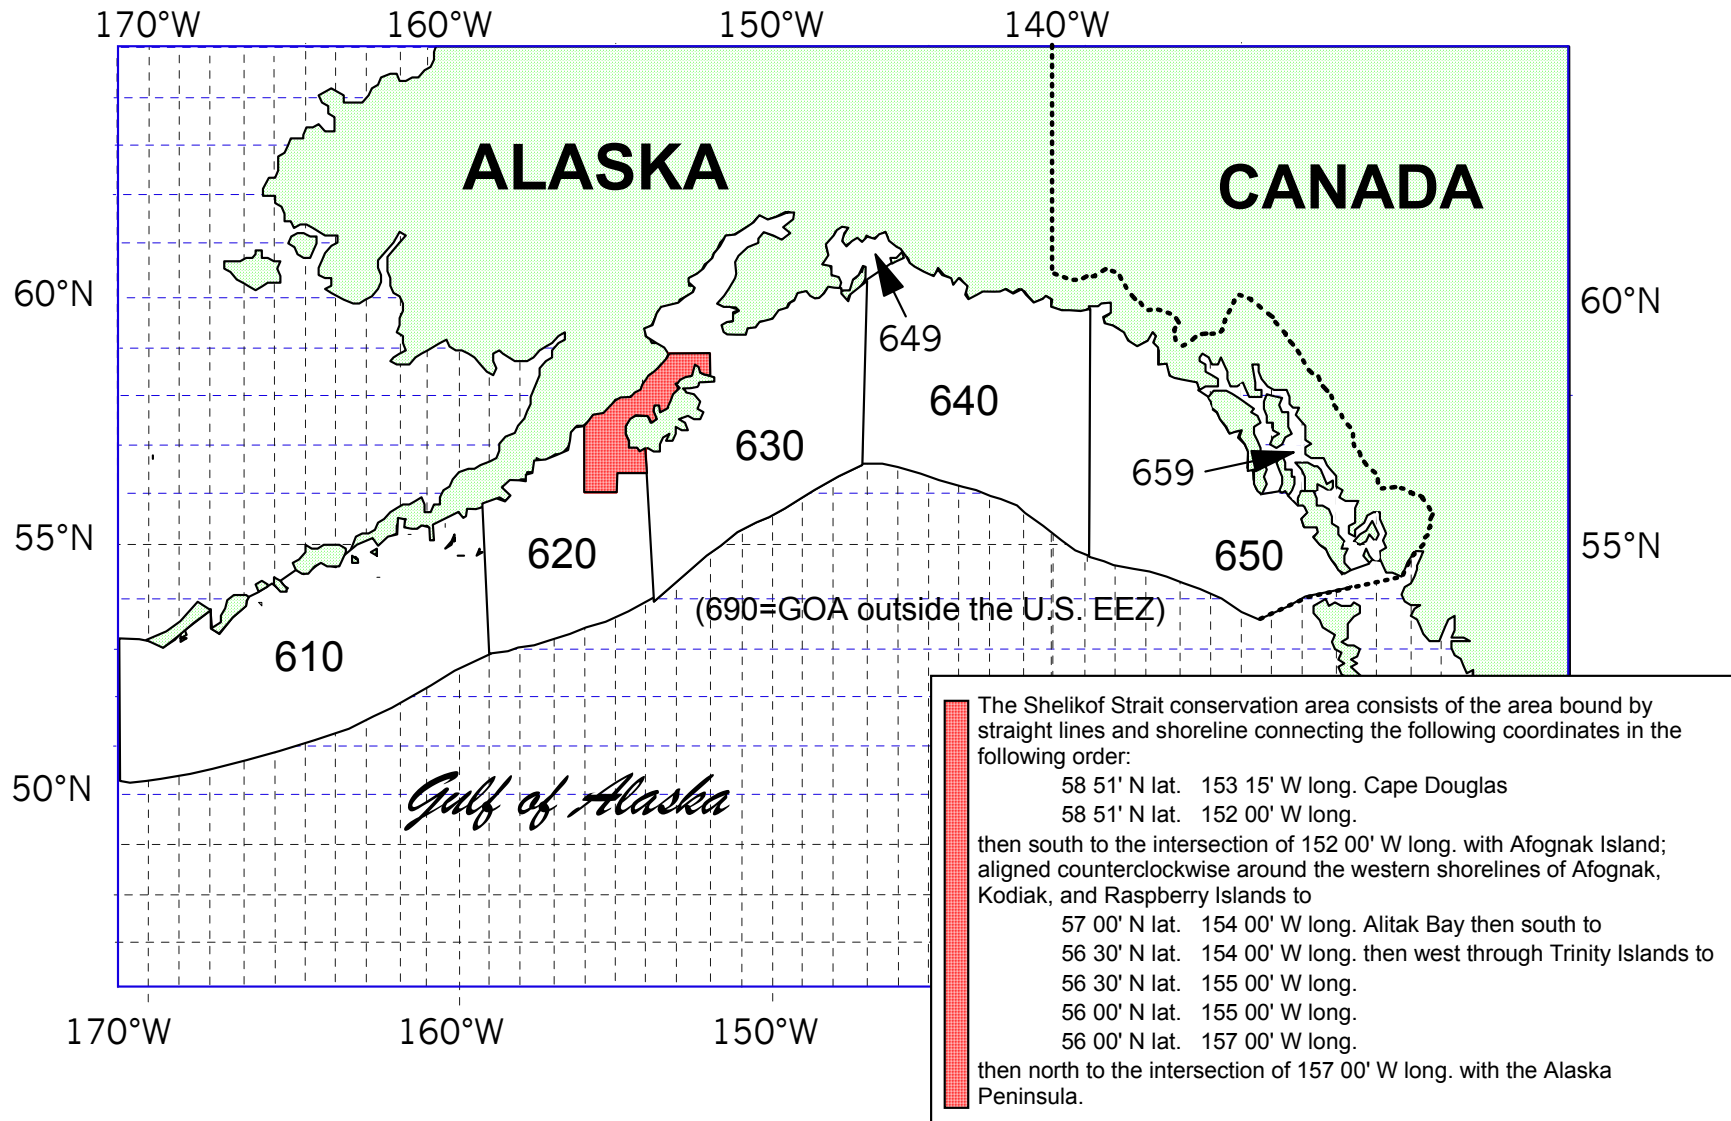 170°W 160°W 150°W 140°W
ALASKA
CANADA
60°N
60°N
649
640
630
659
55°N
55°N
620
650
(690=GOA outside the U.S. EEZ)
610
The Shelikof Strait conservation area consists of the area bound by
straight lines and shoreline connecting the following coordinates in the
following order:
58 51' N lat. 153 15' W long. Cape Douglas
58 51' N lat. 152 00' W long.
then south to the intersection of 152 00' W long. with Afognak Island;
aligned counterclockwise around the western shorelines of Afognak,
Kodiak, and Raspberry Islands to
57 00' N lat. 154 00' W long. Alitak Bay then south to
56 30' N lat. 154 00' W long. then west through Trinity Islands to
56 30' N lat. 155 00' W long.
56 00' N lat. 155 00' W long.
56 00' N lat. 157 00' W long.
then north to the intersection of 157 00' W long. with the Alaska
Peninsula.
50°N
Gulf of Alaska
170°W 160°W 150°W